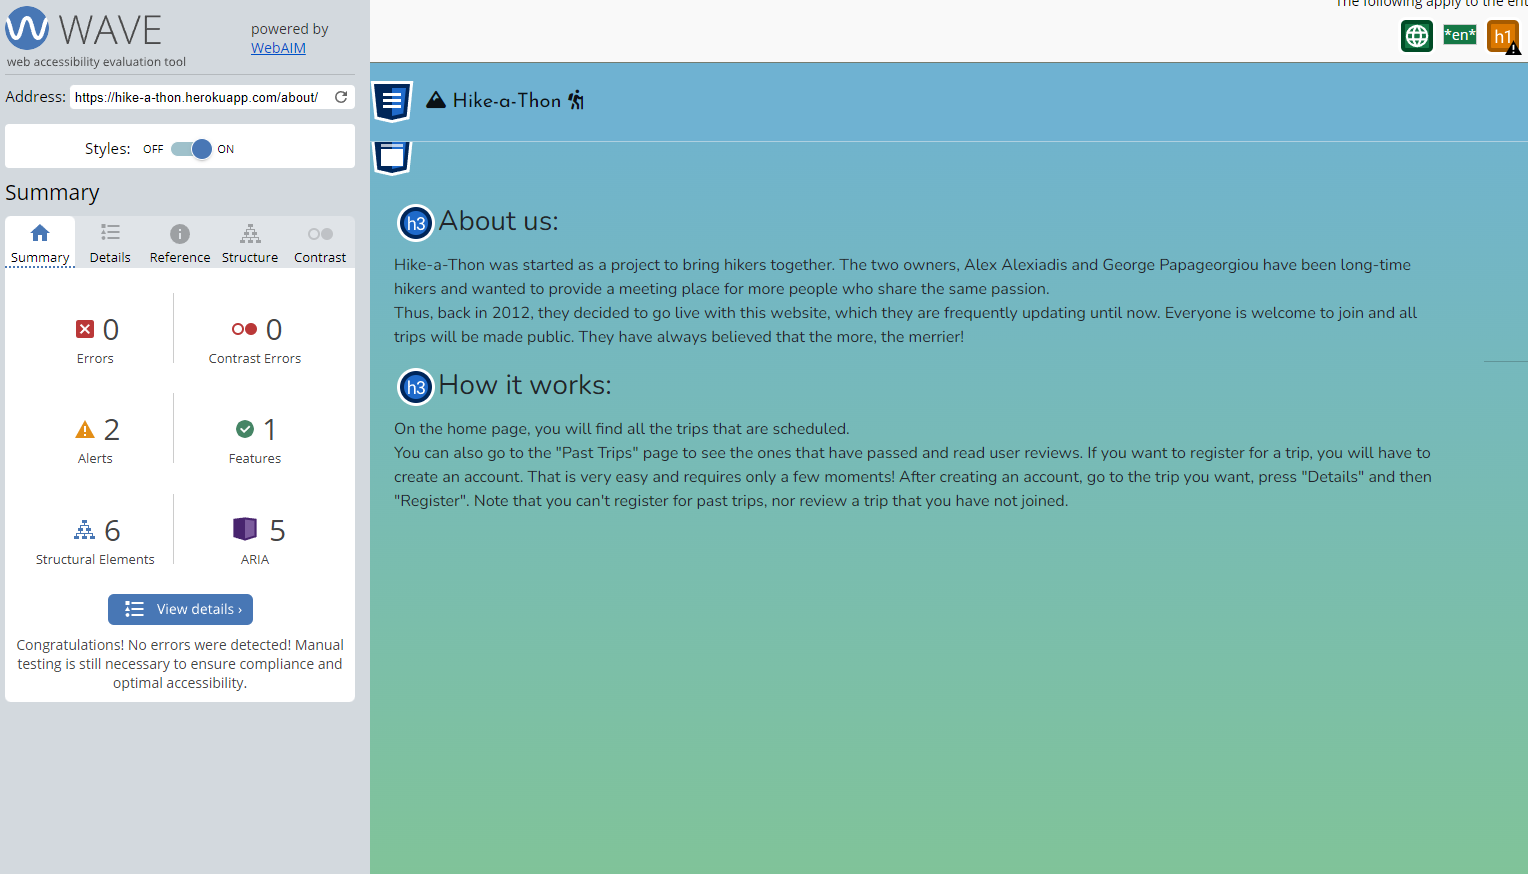 WAVE
powered by
WebAIM
web accessibility evaluation tool
Address: https://hike-a-thon.herokuapp.com/about/
Styles: OFF ON
Summary
Summary Details Reference Structure Contrast
0 0
Errors Contrast Errors
2 1
Alerts Features
6 5
Structural Elements ARIA
View details ›
Congratulations! No errors were detected! Manual
testing is still necessary to ensure compliance and
optimal accessibility.
The following apply to the ent
*en* h1
Hike-a-Thon
h3 About us:
Hike-a-Thon was started as a project to bring hikers together. The two owners, Alex Alexiadis and George Papageorgiou have been long-time
hikers and wanted to provide a meeting place for more people who share the same passion.
Thus, back in 2012, they decided to go live with this website, which they are frequently updating until now. Everyone is welcome to join and all
trips will be made public. They have always believed that the more, the merrier!
h3 How it works:
On the home page, you will find all the trips that are scheduled.
You can also go to the "Past Trips" page to see the ones that have passed and read user reviews. If you want to register for a trip, you will have to
create an account. That is very easy and requires only a few moments! After creating an account, go to the trip you want, press "Details" and then
"Register". Note that you can't register for past trips, nor review a trip that you have not joined.